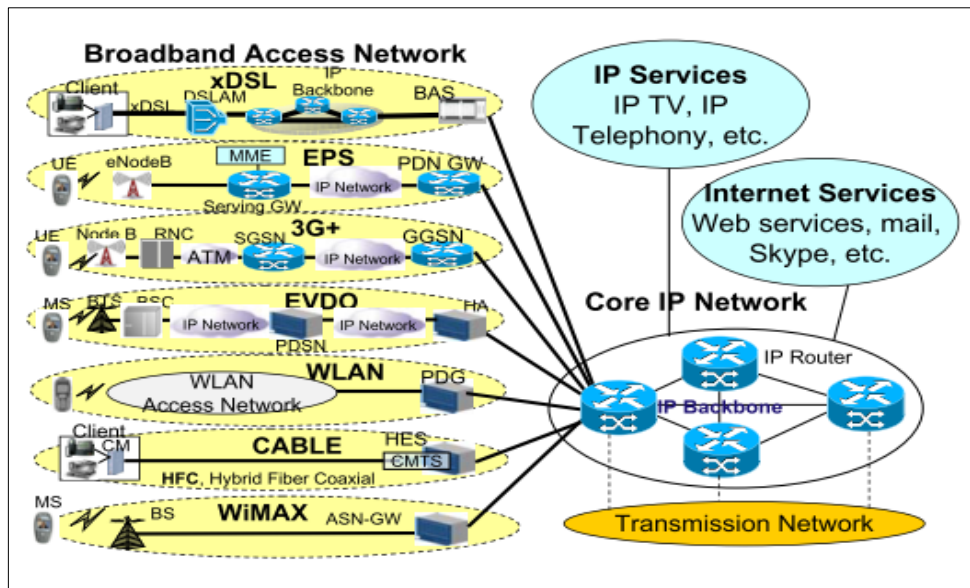 Broadband Access Network
xDSL
Client
xDSL
DSLAM
IP
Backbone
BAS
EPS
UE
eNodeB
MME
Serving GW
IP Network
PDN GW
3G+
UE
Node B
RNC
ATM
SGSN
IP Network
GGSN
EVDO
MS
BTS
BSC
IP Network
PDSN
IP Network
HA
WLAN
WLAN
Access Network
PDG
CABLE
Client
CM
HFC, Hybrid Fiber Coaxial
HES
CMTS
WiMAX
MS
BS
ASN-GW
IP Services
IP TV, IP
Telephony, etc.
Internet Services
Web services, mail,
Skype, etc.
Core IP Network
IP Router
IP Backbone
Transmission Network